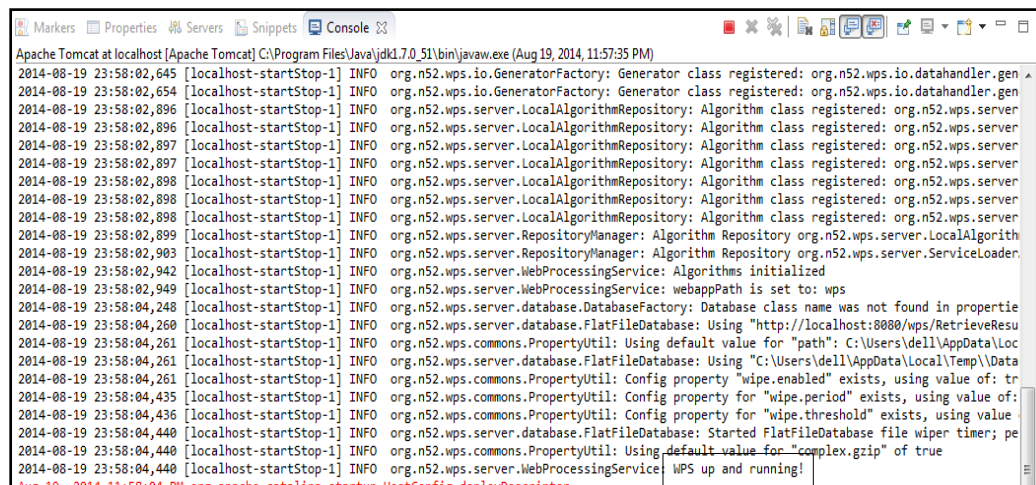 Markers Properties Servers Snippets Console
Apache Tomcat at localhost [Apache Tomcat] C:\Program Files\Java\jdk1.7.0_51\bin\javaw.exe (Aug 19, 2014, 11:57:35 PM)
2014-08-19 23:58:02,645 [localhost-startStop-1] INFO org.n52.wps.io.GeneratorFactory: Generator class registered: org.n52.wps.io.datahandler.gen
2014-08-19 23:58:02,654 [localhost-startStop-1] INFO org.n52.wps.io.GeneratorFactory: Generator class registered: org.n52.wps.io.datahandler.gen
2014-08-19 23:58:02,896 [localhost-startStop-1] INFO org.n52.wps.server.LocalAlgorithmRepository: Algorithm class registered: org.n52.wps.server
2014-08-19 23:58:02,896 [localhost-startStop-1] INFO org.n52.wps.server.LocalAlgorithmRepository: Algorithm class registered: org.n52.wps.server
2014-08-19 23:58:02,897 [localhost-startStop-1] INFO org.n52.wps.server.LocalAlgorithmRepository: Algorithm class registered: org.n52.wps.server
2014-08-19 23:58:02,897 [localhost-startStop-1] INFO org.n52.wps.server.LocalAlgorithmRepository: Algorithm class registered: org.n52.wps.server
2014-08-19 23:58:02,898 [localhost-startStop-1] INFO org.n52.wps.server.LocalAlgorithmRepository: Algorithm class registered: org.n52.wps.server
2014-08-19 23:58:02,898 [localhost-startStop-1] INFO org.n52.wps.server.LocalAlgorithmRepository: Algorithm class registered: org.n52.wps.server
2014-08-19 23:58:02,898 [localhost-startStop-1] INFO org.n52.wps.server.LocalAlgorithmRepository: Algorithm class registered: org.n52.wps.server
2014-08-19 23:58:02,899 [localhost-startStop-1] INFO org.n52.wps.server.RepositoryManager: Algorithm Repository org.n52.wps.server.LocalAlgorith
2014-08-19 23:58:02,903 [localhost-startStop-1] INFO org.n52.wps.server.RepositoryManager: Algorithm Repository org.n52.wps.server.ServiceLoader.
2014-08-19 23:58:02,942 [localhost-startStop-1] INFO org.n52.wps.server.WebProcessingService: Algorithms initialized
2014-08-19 23:58:02,949 [localhost-startStop-1] INFO org.n52.wps.server.WebProcessingService: webappPath is set to: wps
2014-08-19 23:58:04,248 [localhost-startStop-1] INFO org.n52.wps.server.database.DatabaseFactory: Database class name was not found in propertie
2014-08-19 23:58:04,260 [localhost-startStop-1] INFO org.n52.wps.server.database.FlatFileDatabase: Using "http://localhost:8080/wps/RetrieveResu
2014-08-19 23:58:04,261 [localhost-startStop-1] INFO org.n52.wps.commons.PropertyUtil: Using default value for "path": C:\Users\dell\AppData\Loc
2014-08-19 23:58:04,261 [localhost-startStop-1] INFO org.n52.wps.server.database.FlatFileDatabase: Using "C:\Users\dell\AppData\Local\Temp\\Data
2014-08-19 23:58:04,261 [localhost-startStop-1] INFO org.n52.wps.commons.PropertyUtil: Config property "wipe.enabled" exists, using value of: tr
2014-08-19 23:58:04,435 [localhost-startStop-1] INFO org.n52.wps.commons.PropertyUtil: Config property for "wipe.period" exists, using value of:
2014-08-19 23:58:04,436 [localhost-startStop-1] INFO org.n52.wps.commons.PropertyUtil: Config property for "wipe.threshold" exists, using value
2014-08-19 23:58:04,440 [localhost-startStop-1] INFO org.n52.wps.server.database.FlatFileDatabase: Started FlatFileDatabase file wiper timer; pe
2014-08-19 23:58:04,440 [localhost-startStop-1] INFO org.n52.wps.commons.PropertyUtil: Using default value for "complex.gzip" of true
2014-08-19 23:58:04,440 [localhost-startStop-1] INFO org.n52.wps.server.WebProcessingService: WPS up and running!